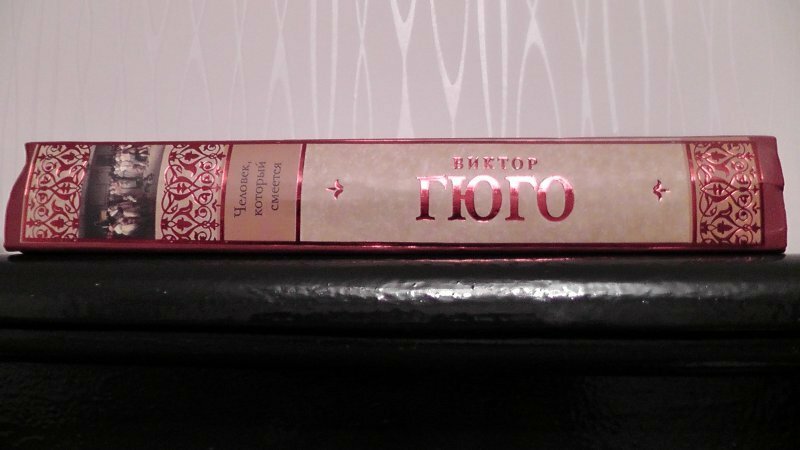 ВИКТОР
ГЮГО
Человек,
который
смеется